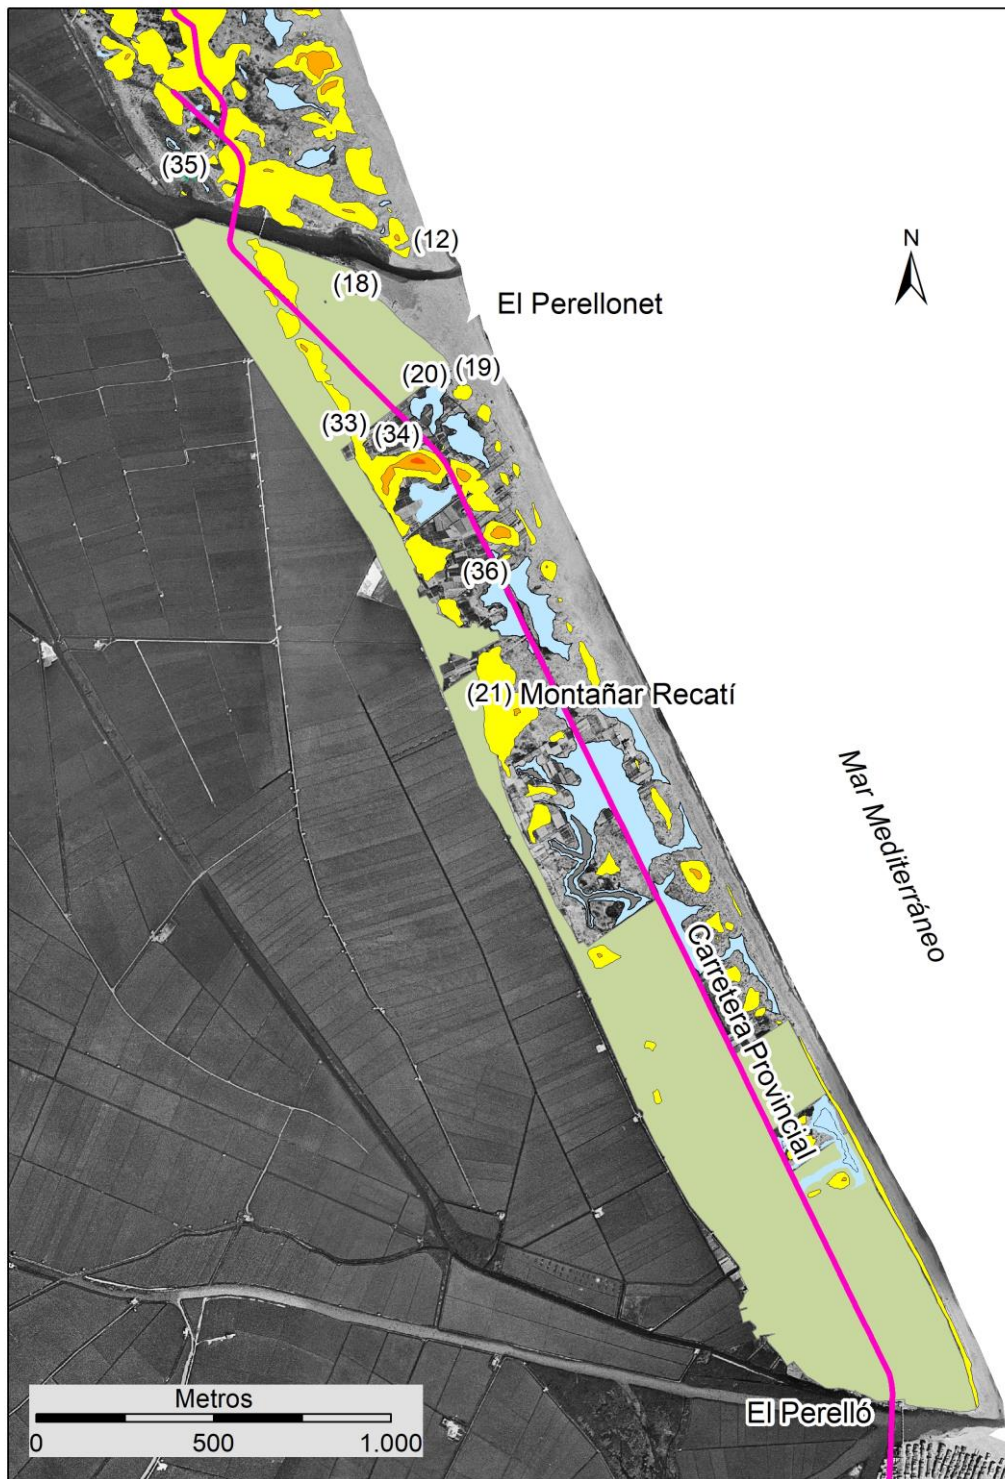 (35)
(12)
N
(18)
El Perellonet
(20)
(19)
(33)
(34)
(36)
(21) Montañar Recatí
Mar Mediterráneo
Carretera Provincial
Metros
0 500 1.000
El Perelló